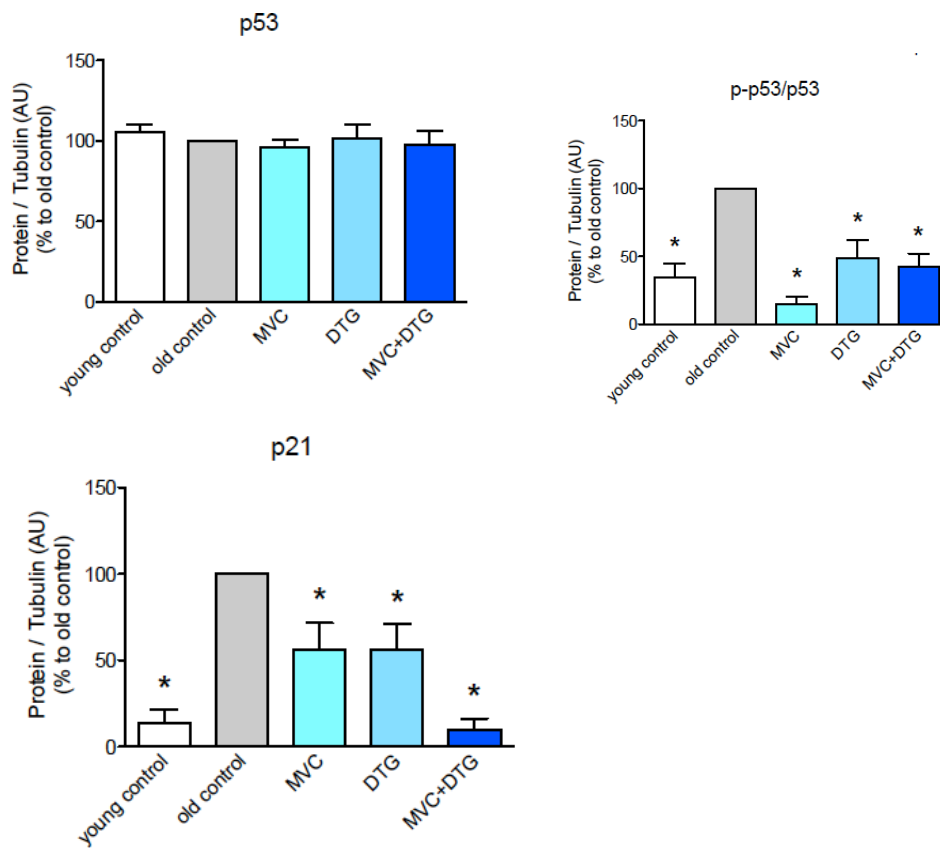 p53
Protein / Tubulin (AU)
(% to old control)
150
100
50
0
young control
old control
MVC
DTG
MVC+DTG
p-p53/p53
Protein / Tubulin (AU)
(% to old control)
150
100
50
0
*
*
*
*
young control
old control
MVC
DTG
MVC+DTG
p21
Protein / Tubulin (AU)
(% to old control)
150
100
50
0
*
*
*
*
young control
old control
MVC
DTG
MVC+DTG